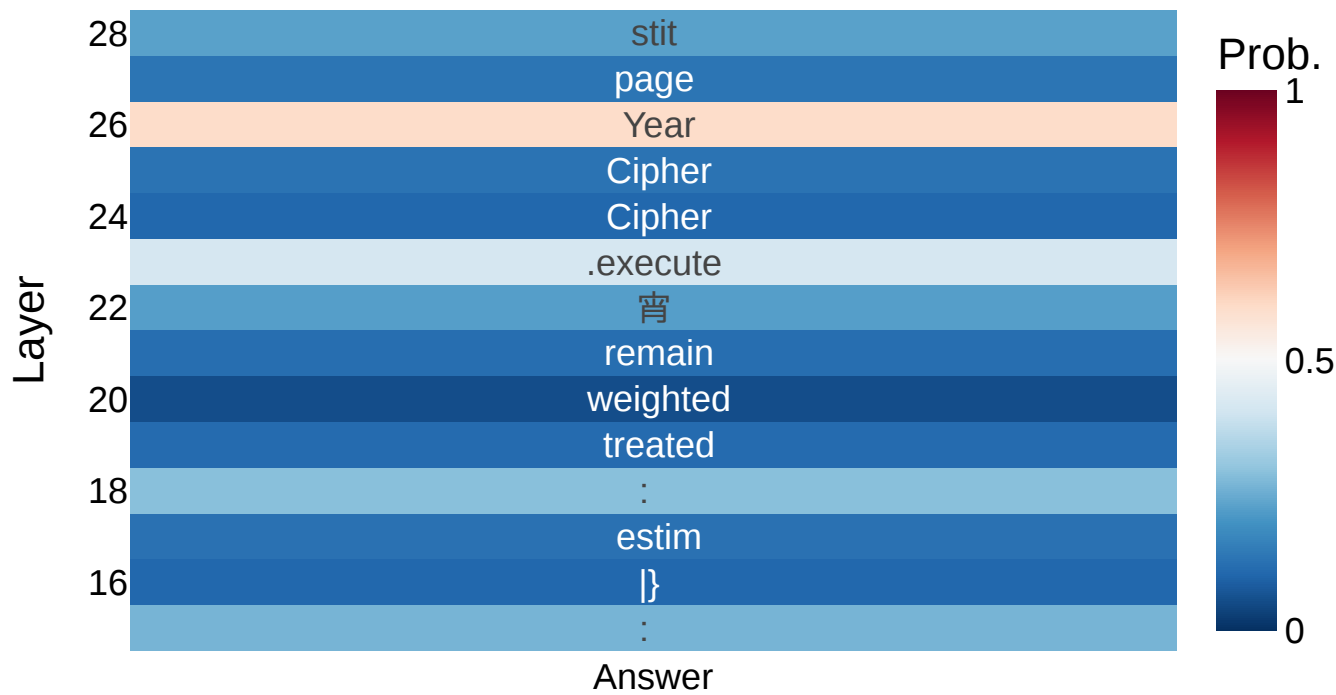 28 stit
page
26 Year
Cipher
24 Cipher
.execute
22 宵
remain
20 weighted
treated
18 :
estim
16 |}
:
Layer
Answer
Prob.
1
0.5
0